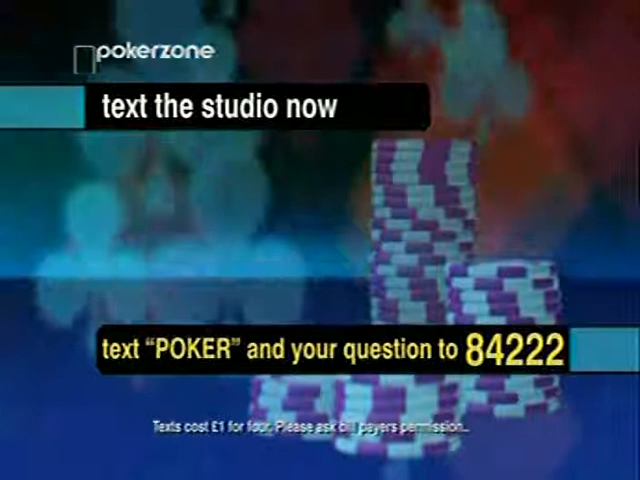 pokerzone
text the studio now
text “POKER” and your question to 84222
Texts cost £1 for four. Please ask bill payers permission..